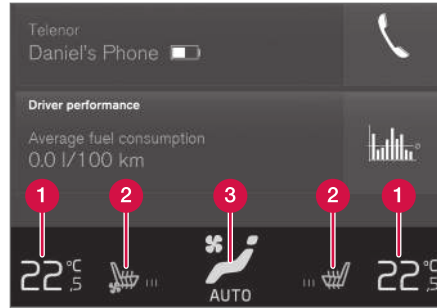 Telenor
Daniel's Phone
Driver performance
Average fuel consumption
0.0 l/100 km
1 2 3 2 1
22 °C ,5
AUTO
22 °C ,5